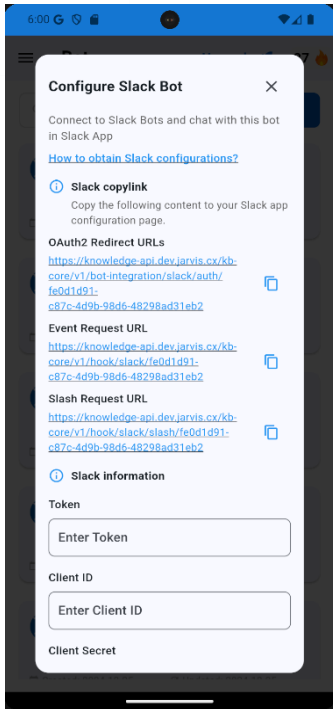 6:00 G
07
Configure Slack Bot
Connect to Slack Bots and chat with this bot
in Slack App
How to obtain Slack configurations?
Slack copylink
Copy the following content to your Slack app
configuration page.
OAuth2 Redirect URLs
https://knowledge-api.dev.jarvis.cx/kb-
core/v1/bot-integration/slack/auth/
fe0d1d91-
c87c-4d9b-98d6-48298ad31eb2
Event Request URL
https://knowledge-api.dev.jarvis.cx/kb-
core/v1/hook/slack/fe0d1d91-
c87c-4d9b-98d6-48298ad31eb2
Slash Request URL
https://knowledge-api.dev.jarvis.cx/kb-
core/v1/hook/slack/slash/fe0d1d91-
c87c-4d9b-98d6-48298ad31eb2
Slack information
Token
Enter Token
Client ID
Enter Client ID
Client Secret